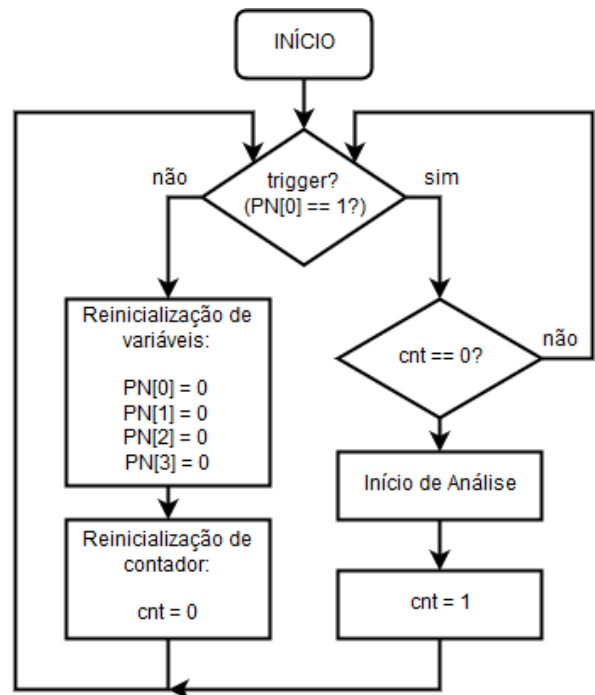 INÍCIO
trigger?
(PN[0] == 1?)
não
sim
Reinicialização de
variáveis:
PN[0] = 0
PN[1] = 0
PN[2] = 0
PN[3] = 0
Reinicialização de
contador:
cnt = 0
cnt == 0?
não
Início de Análise
cnt = 1